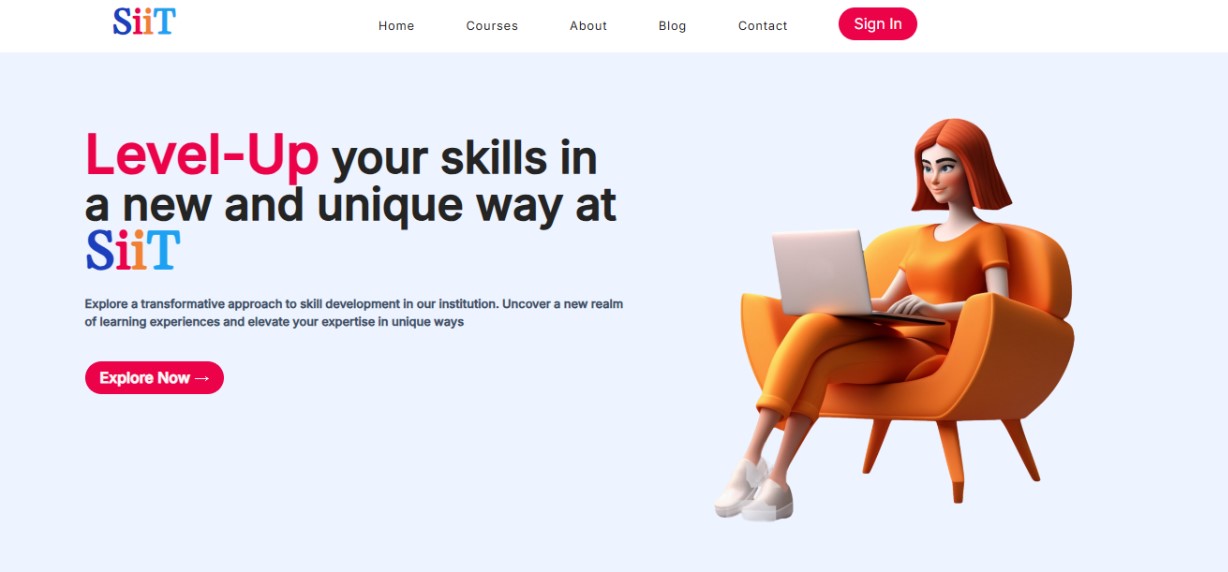 SiiT
Home Courses About Blog Contact Sign In
Level-Up your skills in
a new and unique way at
SiiT
Explore a transformative approach to skill development in our institution. Uncover a new realm
of learning experiences and elevate your expertise in unique ways
Explore Now →